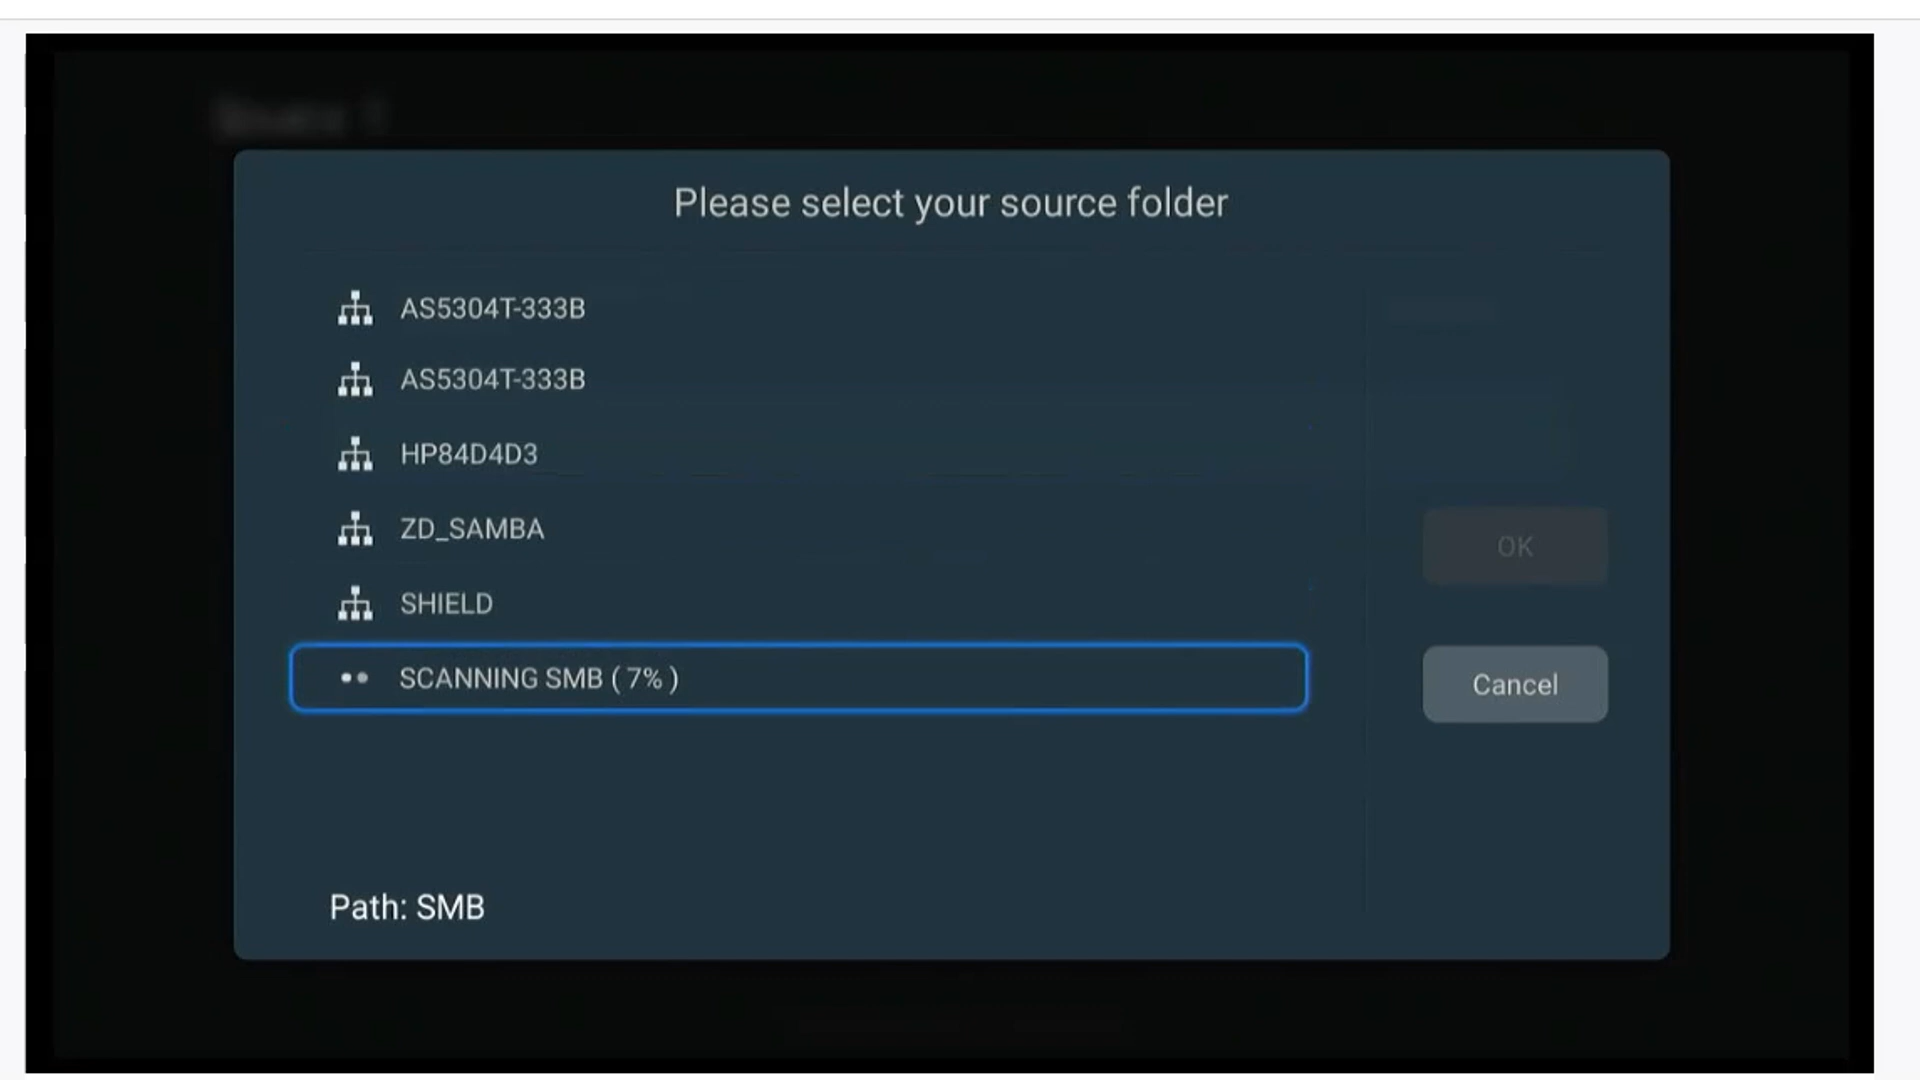 Please select your source folder
AS5304T-333B
AS5304T-333B
HP84D4D3
ZD_SAMBA
SHIELD
SCANNING SMB ( 7% )
OK
Cancel
Path: SMB